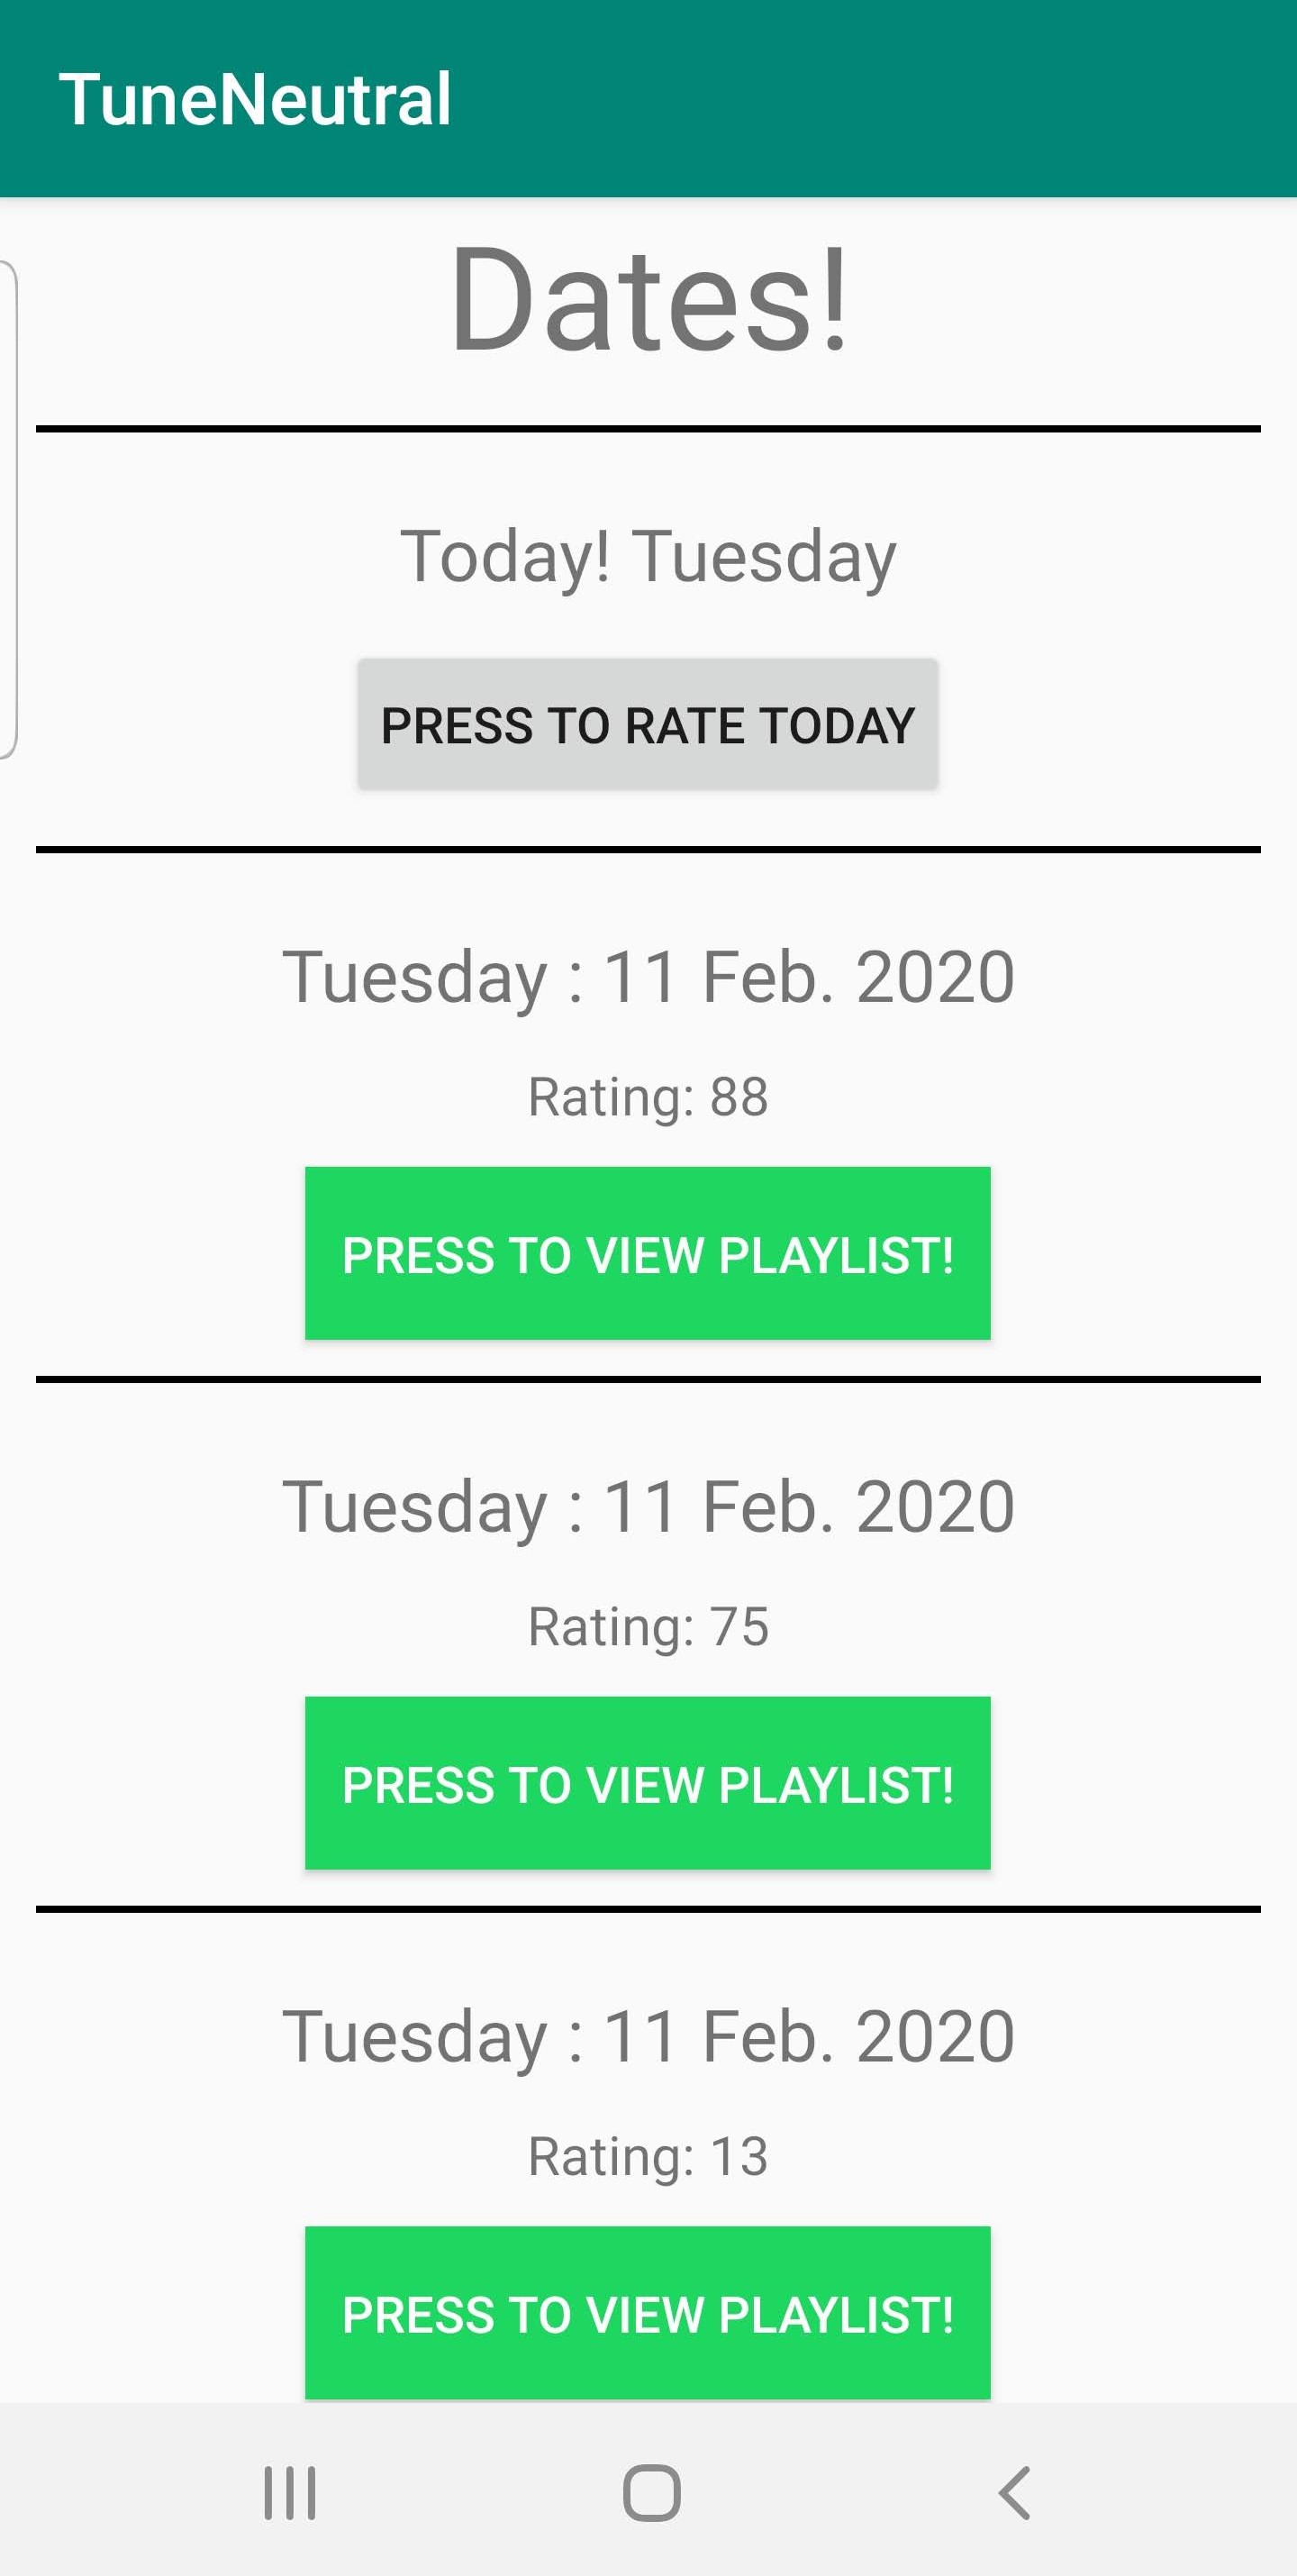 TuneNeutral
Dates!
Today! Tuesday
PRESS TO RATE TODAY
Tuesday : 11 Feb. 2020
Rating: 88
PRESS TO VIEW PLAYLIST!
Tuesday : 11 Feb. 2020
Rating: 75
PRESS TO VIEW PLAYLIST!
Tuesday : 11 Feb. 2020
Rating: 13
PRESS TO VIEW PLAYLIST!